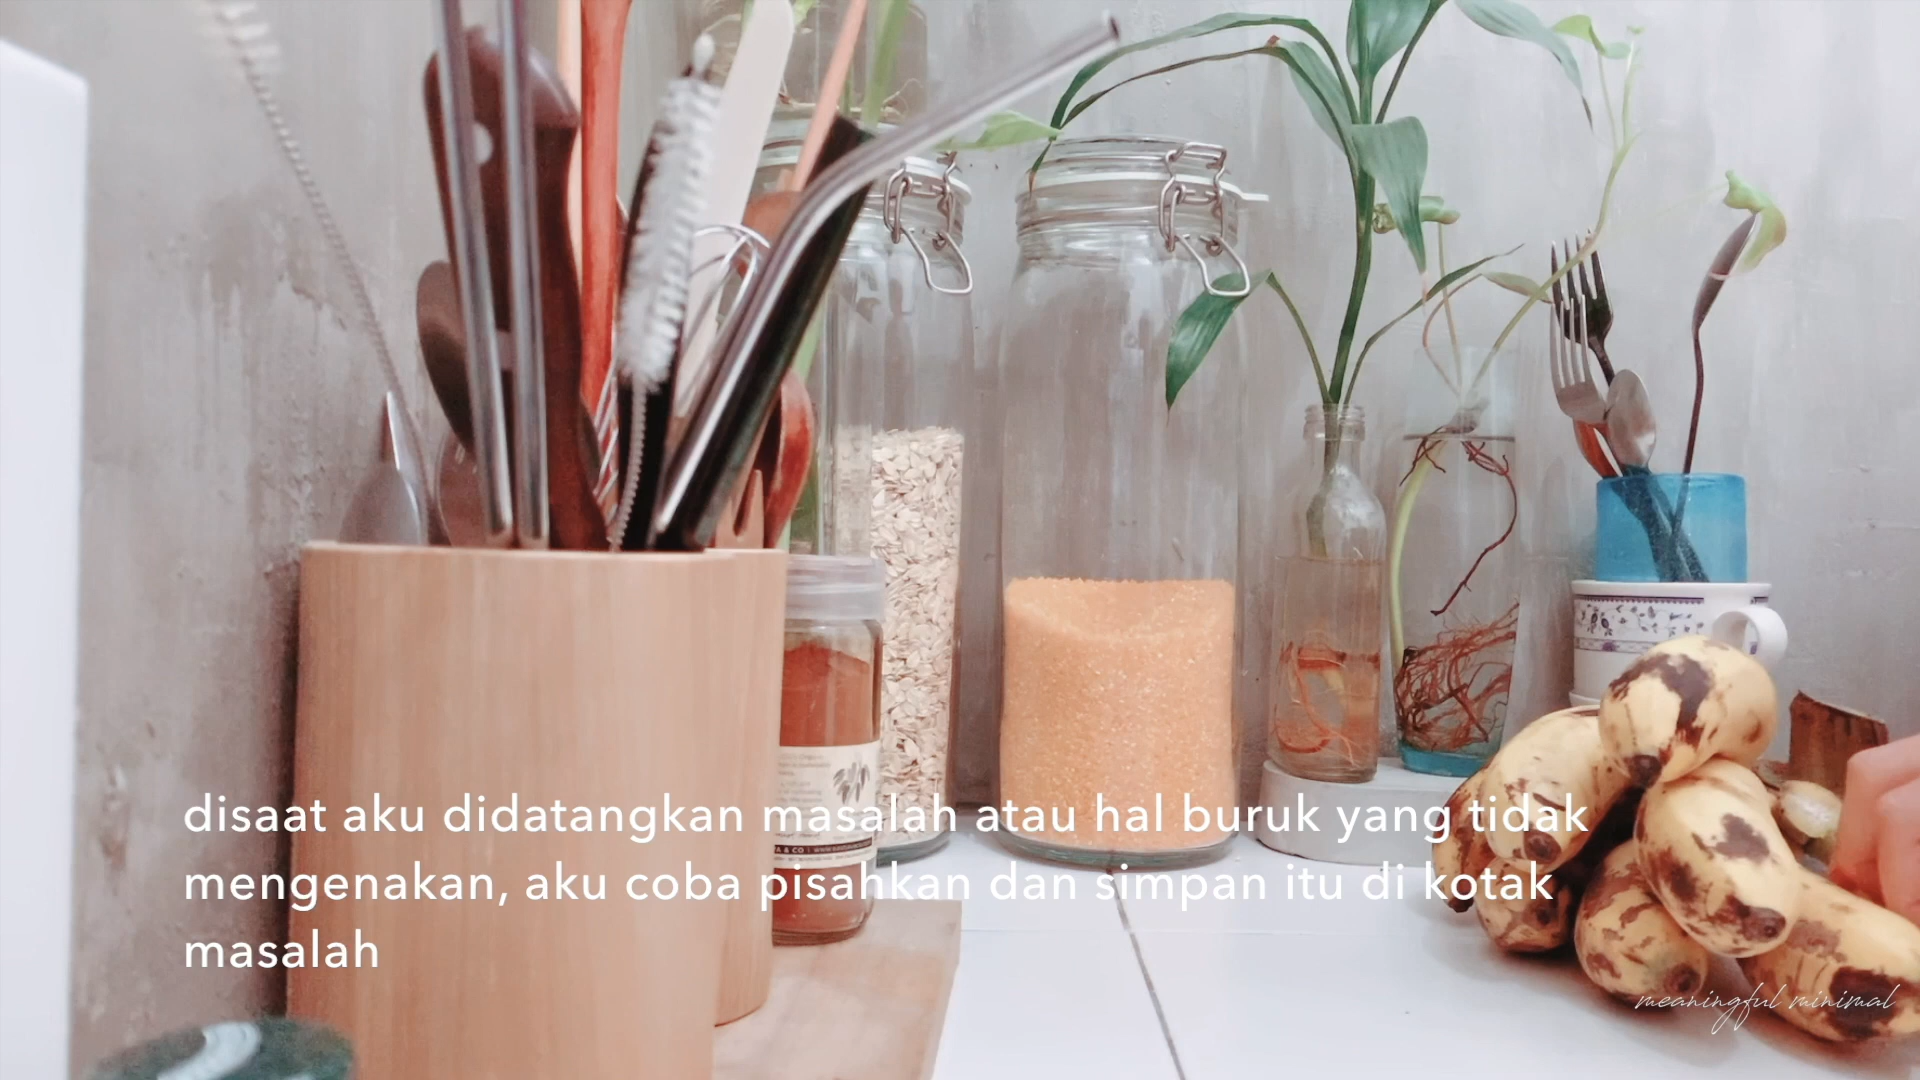 disaat aku didatangkan masalah atau hal buruk yang tidak
mengenakan, aku coba pisahkan dan simpan itu di kotak
masalah
meaningful minimal